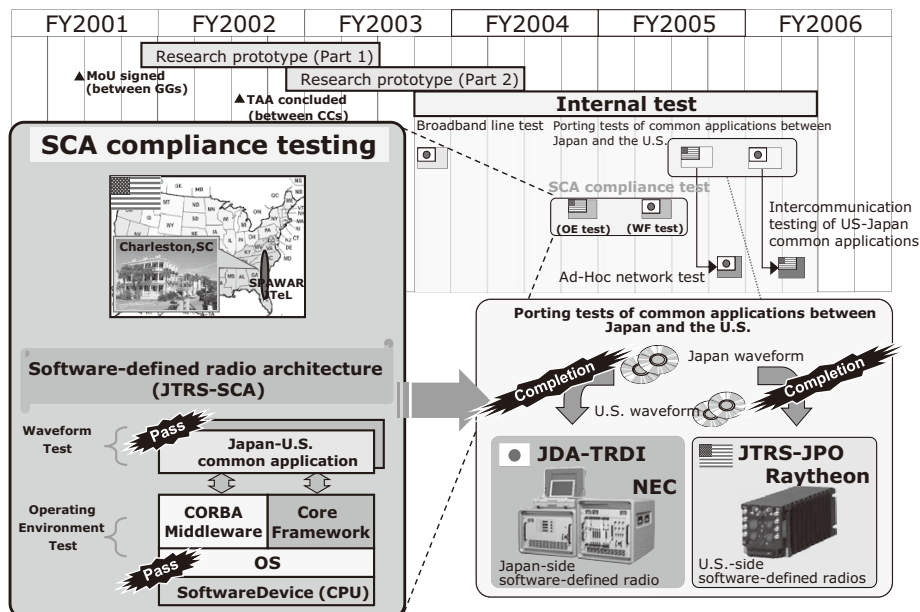 FY2001 FY2002 FY2003 FY2004 FY2005 FY2006
Research prototype (Part 1)
Research prototype (Part 2)
▲MoU signed
(between GGs)
▲TAA concluded
(between CCs)
Internal test
Broadband line test
Porting tests of common applications between
Japan and the U.S.
SCA compliance test
(OE test) (WF test)
Intercommunication
testing of US-Japan
common applications
Ad-Hoc network test
SCA compliance testing
Charleston,SC
SPAWAR
JTeL
Software-defined radio architecture
(JTRS-SCA)
Waveform
Test
Pass
Japan-U.S.
common application
Operating
Environment
Test
CORBA
Middleware
Core
Framework
Pass
OS
SoftwareDevice (CPU)
Porting tests of common applications between
Japan and the U.S.
Completion
Japan waveform
Completion
U.S. waveform
JDA-TRDI
NEC
Japan-side
software-defined radio
JTRS-JPO
Raytheon
U.S.-side
software-defined radios